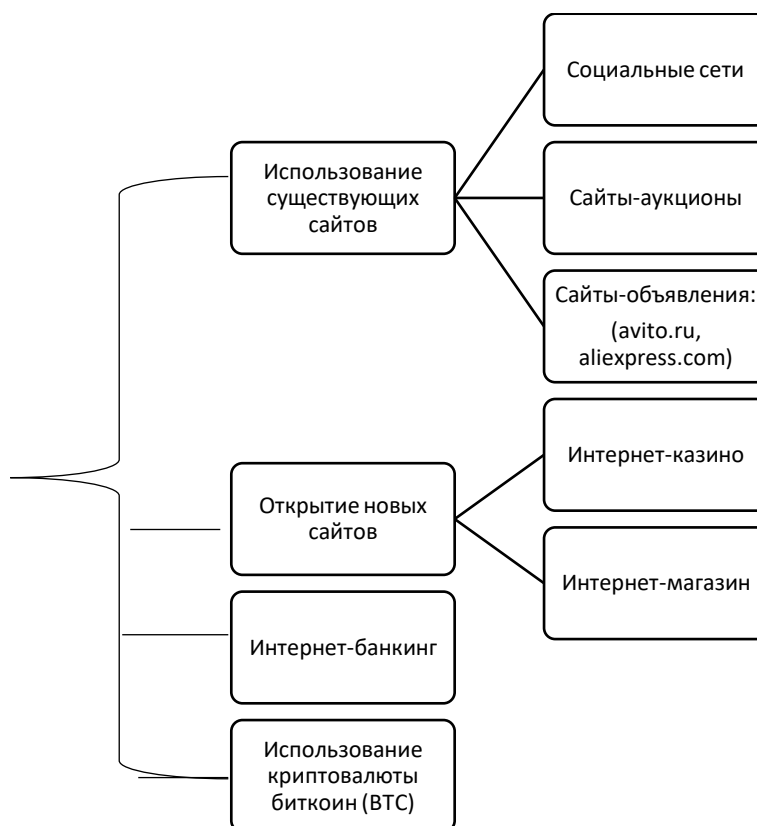 Социальные сети
Использование
существующих
сайтов
Сайты-аукционы
Сайты-объявления:
(avito.ru,
aliexpress.com)
Открытие новых
сайтов
Интернет-казино
Интернет-магазин
Интернет-банкинг
Использование
криптовалюты
биткоин (BTC)